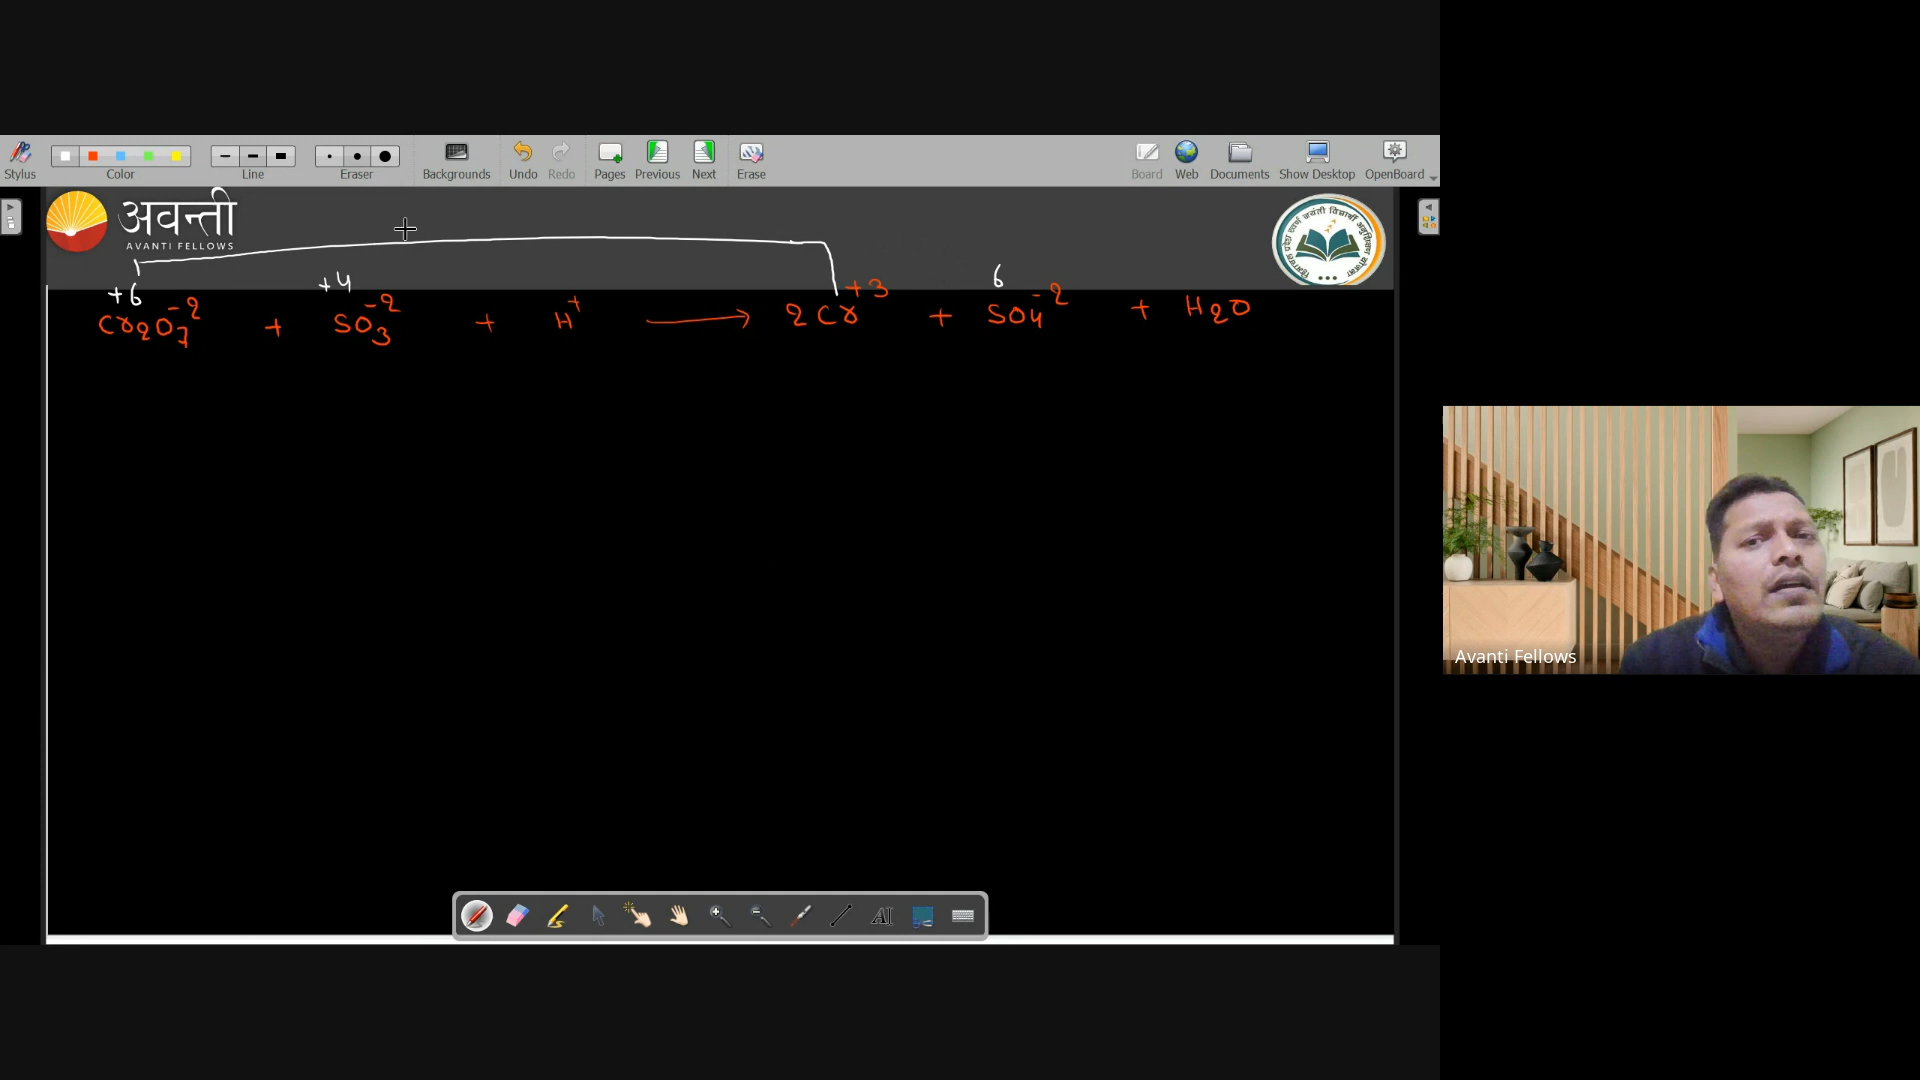 Stylus Color Line Eraser Backgrounds Undo Redo Pages Previous Next Erase Board Web Documents Show Desktop OpenBoard
अवन्ती
AVANTI FELLOWS
+6 +4 +3 6
Cr2O7-2 + SO3-2 + H+ → 2Cr + SO4-2 + H2O
AI
Avanti Fellows